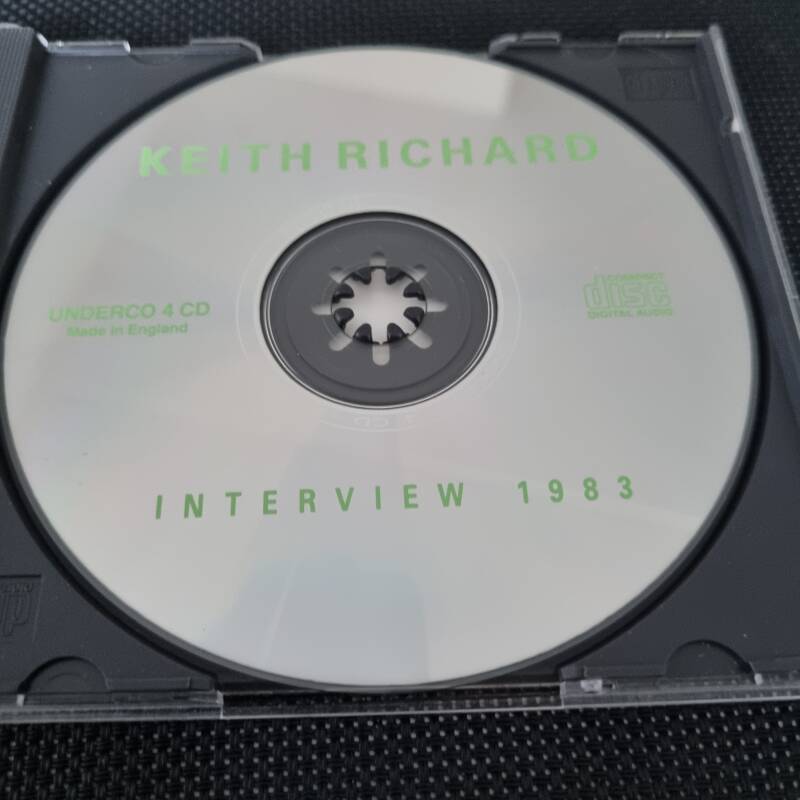 KEITH RICHARD
UNDERCO 4 CD
Made in England
COMPACT
disc
DIGITAL AUDIO
INTERVIEW 1983